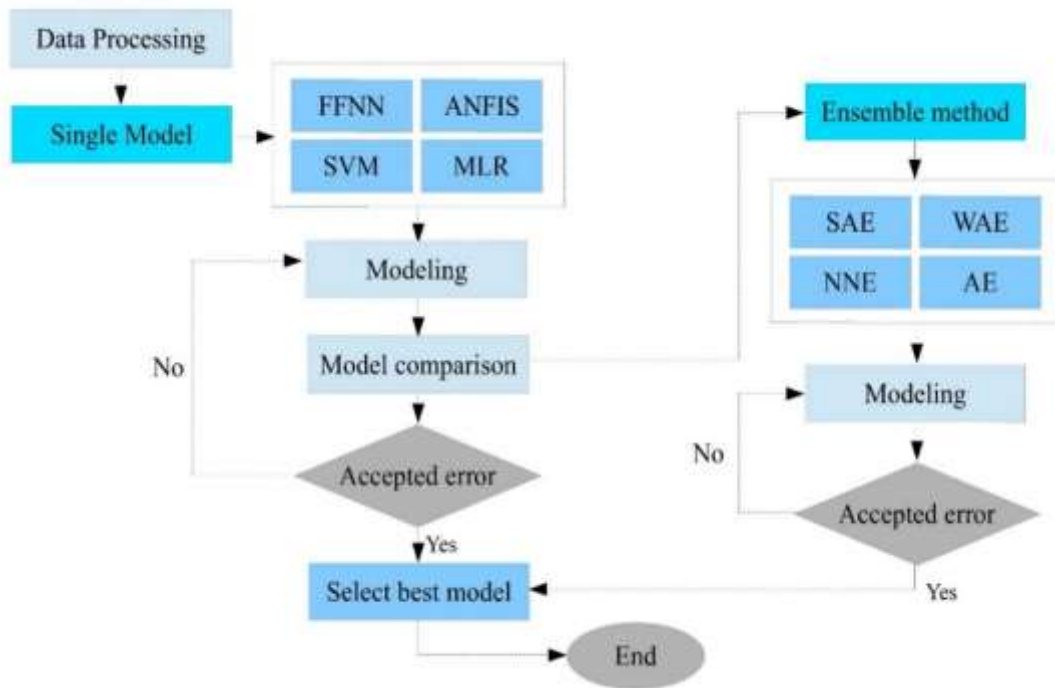 Data Processing
Single Model
FFNN
ANFIS
SVM
MLR
Modeling
Model comparison
No
Accepted error
Yes
Select best model
End
Ensemble method
SAE
WAE
NNE
AE
Modeling
No
Accepted error
Yes